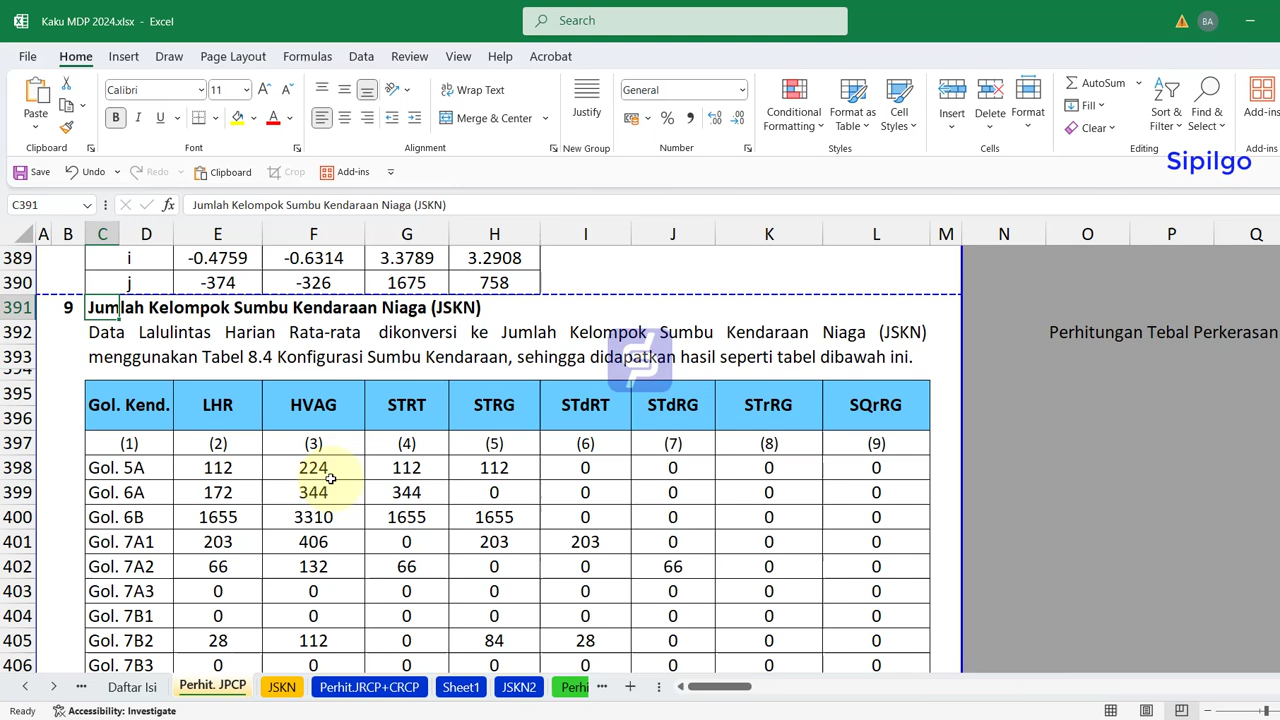 Kaku MDP 2024.xlsx - Excel
Search
BA
File Home Insert Draw Page Layout Formulas Data Review View Help Acrobat
Paste
Calibri 11
B I U
Wrap Text
Merge & Center
Justify
General
Conditional Formatting
Format as Table
Cell Styles
Insert
Delete
Format
AutoSum
Fill
Clear
Sort & Filter
Find & Select
Add-ins
Clipboard Font Alignment New Group Number Styles Cells Editing Add-ins
Sipilgo
Save Undo Redo Clipboard Crop Add-ins
C391 fx Jumlah Kelompok Sumbu Kendaraan Niaga (JSKN)
A B C D E F G H I J K L M N O P Q
389 i -0.4759 -0.6314 3.3789 3.2908
390 j -374 -326 1675 758
391 9 Jumlah Kelompok Sumbu Kendaraan Niaga (JSKN)
392 Data Lalulintas Harian Rata-rata dikonversi ke Jumlah Kelompok Sumbu Kendaraan Niaga (JSKN) Perhitungan Tebal Perkerasan
393 menggunakan Tabel 8.4 Konfigurasi Sumbu Kendaraan, sehingga didapatkan hasil seperti tabel dibawah ini.
394
395 Gol. Kend. LHR HVAG STRT STRG STdRT STdRG STrRG SQrRG
396
397 (1) (2) (3) (4) (5) (6) (7) (8) (9)
398 Gol. 5A 112 224 112 112 0 0 0 0
399 Gol. 6A 172 344 344 0 0 0 0 0
400 Gol. 6B 1655 3310 1655 1655 0 0 0 0
401 Gol. 7A1 203 406 0 203 203 0 0 0
402 Gol. 7A2 66 132 66 0 0 66 0 0
403 Gol. 7A3 0 0 0 0 0 0 0 0
404 Gol. 7B1 0 0 0 0 0 0 0 0
405 Gol. 7B2 28 112 0 84 28 0 0 0
406 Gol. 7B3 0 0 0 0 0 0 0 0
Daftar Isi Perhit. JPCP JSKN Perhit.JRCP+CRCP Sheet1 JSKN2 Perhi
Ready Accessibility: Investigate